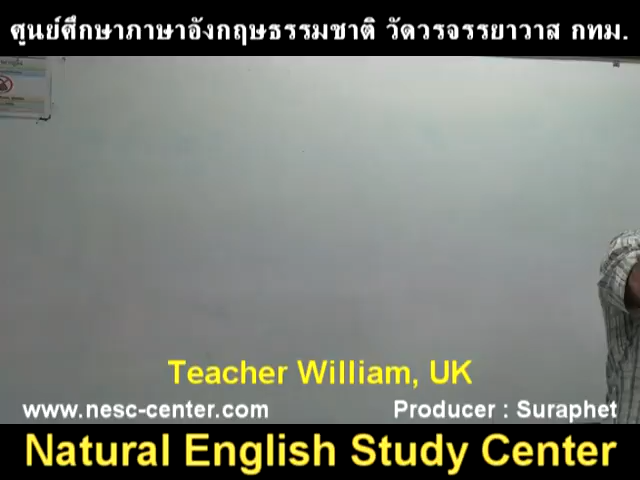 ศูนย์ศึกษาภาษาอังกฤษธรรมชาติ วัดวรจรรยาวาส กทม.
Teacher William, UK
www.nesc-center.com
Producer : Suraphet
Natural English Study Center